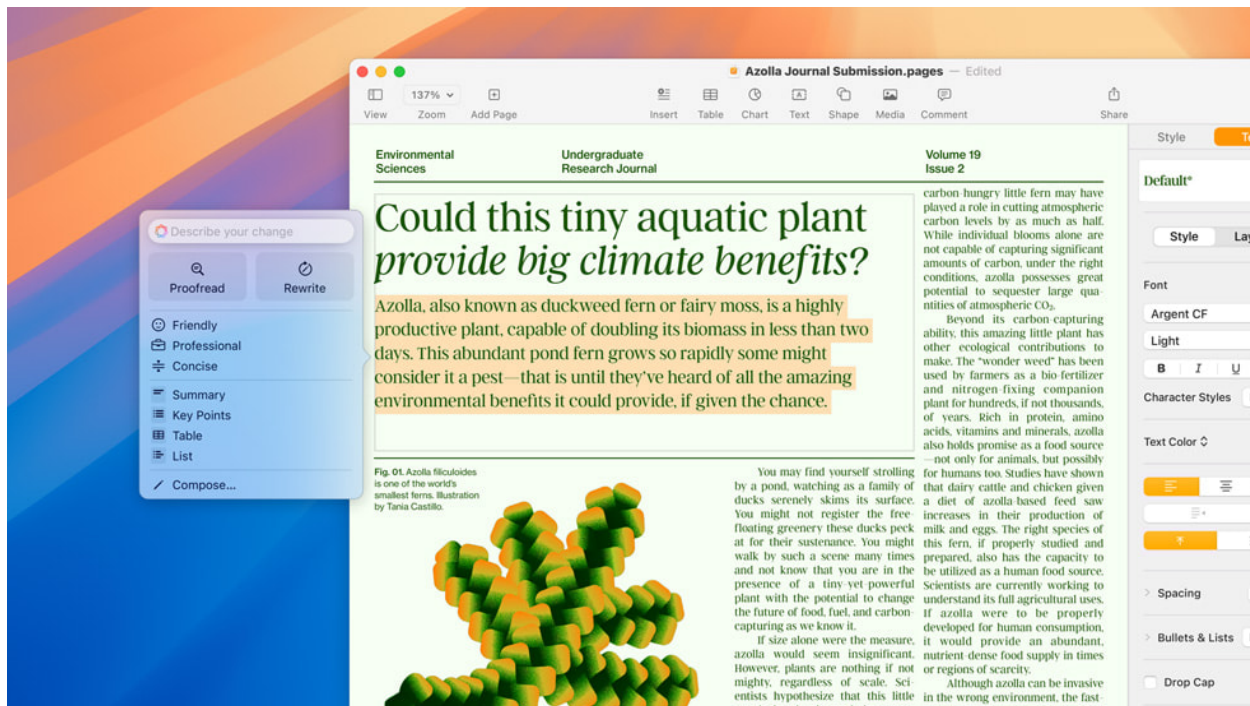 Azolla Journal Submission.pages — Edited
137%
View
Zoom
Add Page
Insert
Table
Chart
Text
Shape
Media
Comment
Share
Describe your change
Proofread
Rewrite
Friendly
Professional
Concise
Summary
Key Points
Table
List
Compose...
Environmental
Sciences
Undergraduate
Research Journal
Volume 19
Issue 2
Could this tiny aquatic plant
provide big climate benefits?
Azolla, also known as duckweed fern or fairy moss, is a highly
productive plant, capable of doubling its biomass in less than two
days. This abundant pond fern grows so rapidly some might
consider it a pest—that is until they've heard of all the amazing
environmental benefits it could provide, if given the chance.
Fig. 01. Azolla filiculoides
is one of the world's
smallest ferns. Illustration
by Tania Castillo.
You may find yourself strolling
by a pond, watching as a family of
ducks serenely skims its surface.
You might not register the free-
floating greenery these ducks peck
at for their sustenance. You might
walk by such a scene many times
and not know that you are in the
presence of a tiny-yet-powerful
plant with the potential to change
the future of food, fuel, and carbon-
capturing as we know it.
If size alone were the measure,
azolla would seem insignificant.
However, plants are nothing if not
mighty, regardless of scale. Sci-
entists hypothesize that this little
carbon-hungry little fern may have
played a role in cutting atmospheric
carbon levels by as much as half.
While individual blooms alone are
not capable of capturing significant
amounts of carbon, under the right
conditions, azolla possesses great
potential to sequester large quan-
tities of atmospheric CO₂.
Beyond its carbon-capturing
ability, this amazing little plant has
other ecological contributions to
make. The “wonder weed” has been
used by farmers as a bio-fertilizer
and nitrogen-fixing companion
plant for hundreds, if not thousands,
of years. Rich in protein, amino
acids, vitamins and minerals, azolla
also holds promise as a food source
—not only for animals, but possibly
for humans too. Studies have shown
that dairy cattle and chicken given
a diet of azolla-based feed saw
increases in their production of
milk and eggs. The right species of
this fern, if properly studied and
prepared, also has the capacity to
be utilized as a human food source.
Scientists are currently working to
understand its full agricultural uses.
If azolla were to be properly
developed for human consumption,
it would provide an abundant,
nutrient-dense food supply in times
or regions of scarcity.
Although azolla can be invasive
in the wrong environment, the fast-
Style
Default*
Style
Font
Argent CF
Light
B I U
Character Styles
Text Color
Spacing
Bullets & Lists
Drop Cap